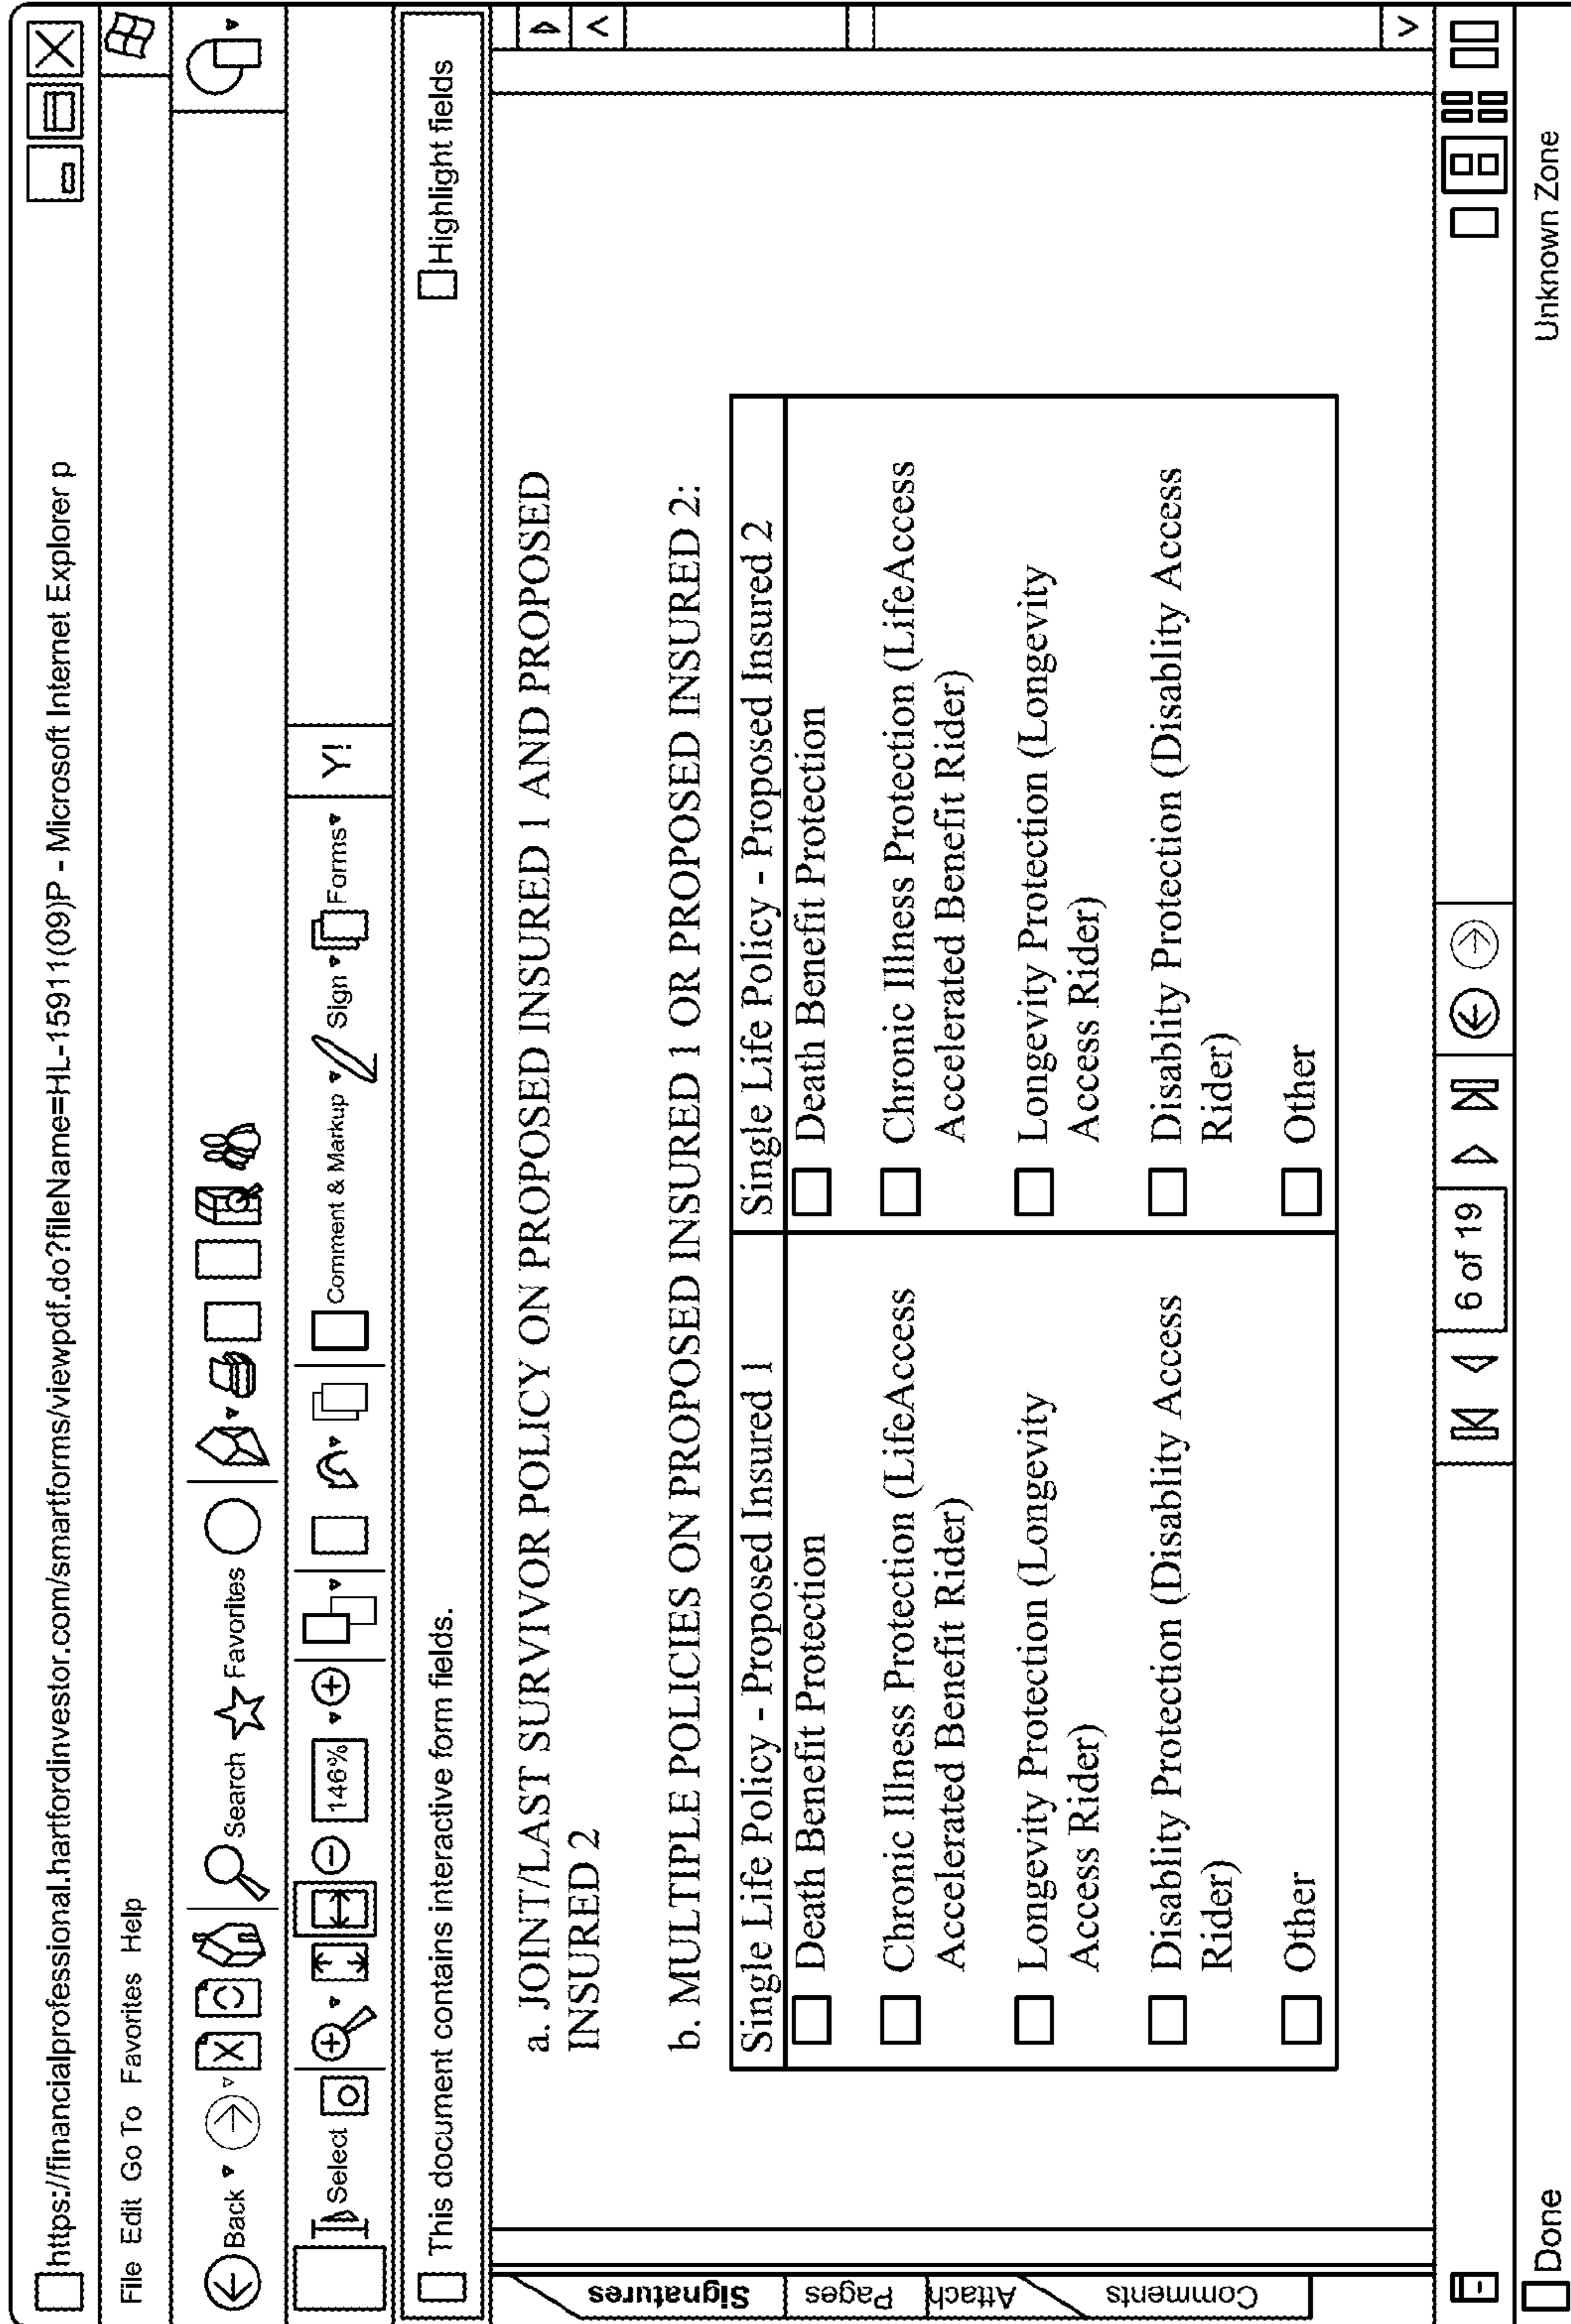 https://financialprofessional.hartfordinvestor.com/smartforms/viewpdf.do?fileName=HL-15911(09)P - Microsoft Internet Explorer p
File Edit Go To Favorites Help
Back Search Favorites
Select 146% Comment & Markup Sign Forms Y!
This document contains interactive form fields. Highlight fields
Signatures
Pages
Attach
Comments
a. JOINT/LAST SURVIVOR POLICY ON PROPOSED INSURED 1 AND PROPOSED
INSURED 2
b. MULTIPLE POLICIES ON PROPOSED INSURED 1 OR PROPOSED INSURED 2:
Single Life Policy - Proposed Insured 1
Death Benefit Protection
Chronic Illness Protection (LifeAccess
Accelerated Benefit Rider)
Longevity Protection (Longevity
Access Rider)
Disablity Protection (Disablity Access
Rider)
Other
Single Life Policy - Proposed Insured 2
Death Benefit Protection
Chronic Illness Protection (LifeAccess
Accelerated Benefit Rider)
Longevity Protection (Longevity
Access Rider)
Disablity Protection (Disablity Access
Rider)
Other
6 of 19
Done Unknown Zone